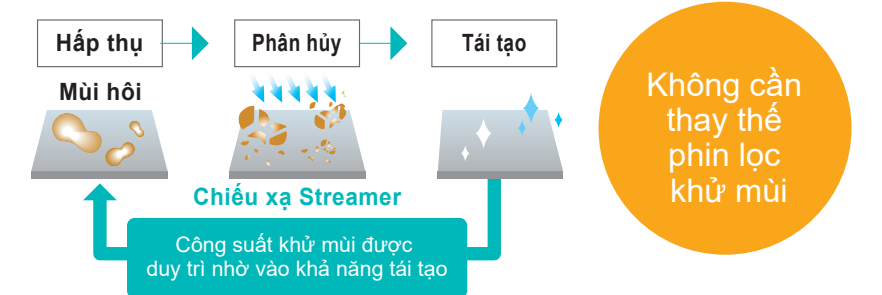 Hấp thụ
Phân hủy
Tái tạo
Mùi hôi
Chiếu xạ Streamer
Công suất khử mùi được
duy trì nhờ vào khả năng tái tạo
Không cần
thay thế
phin lọc
khử mùi